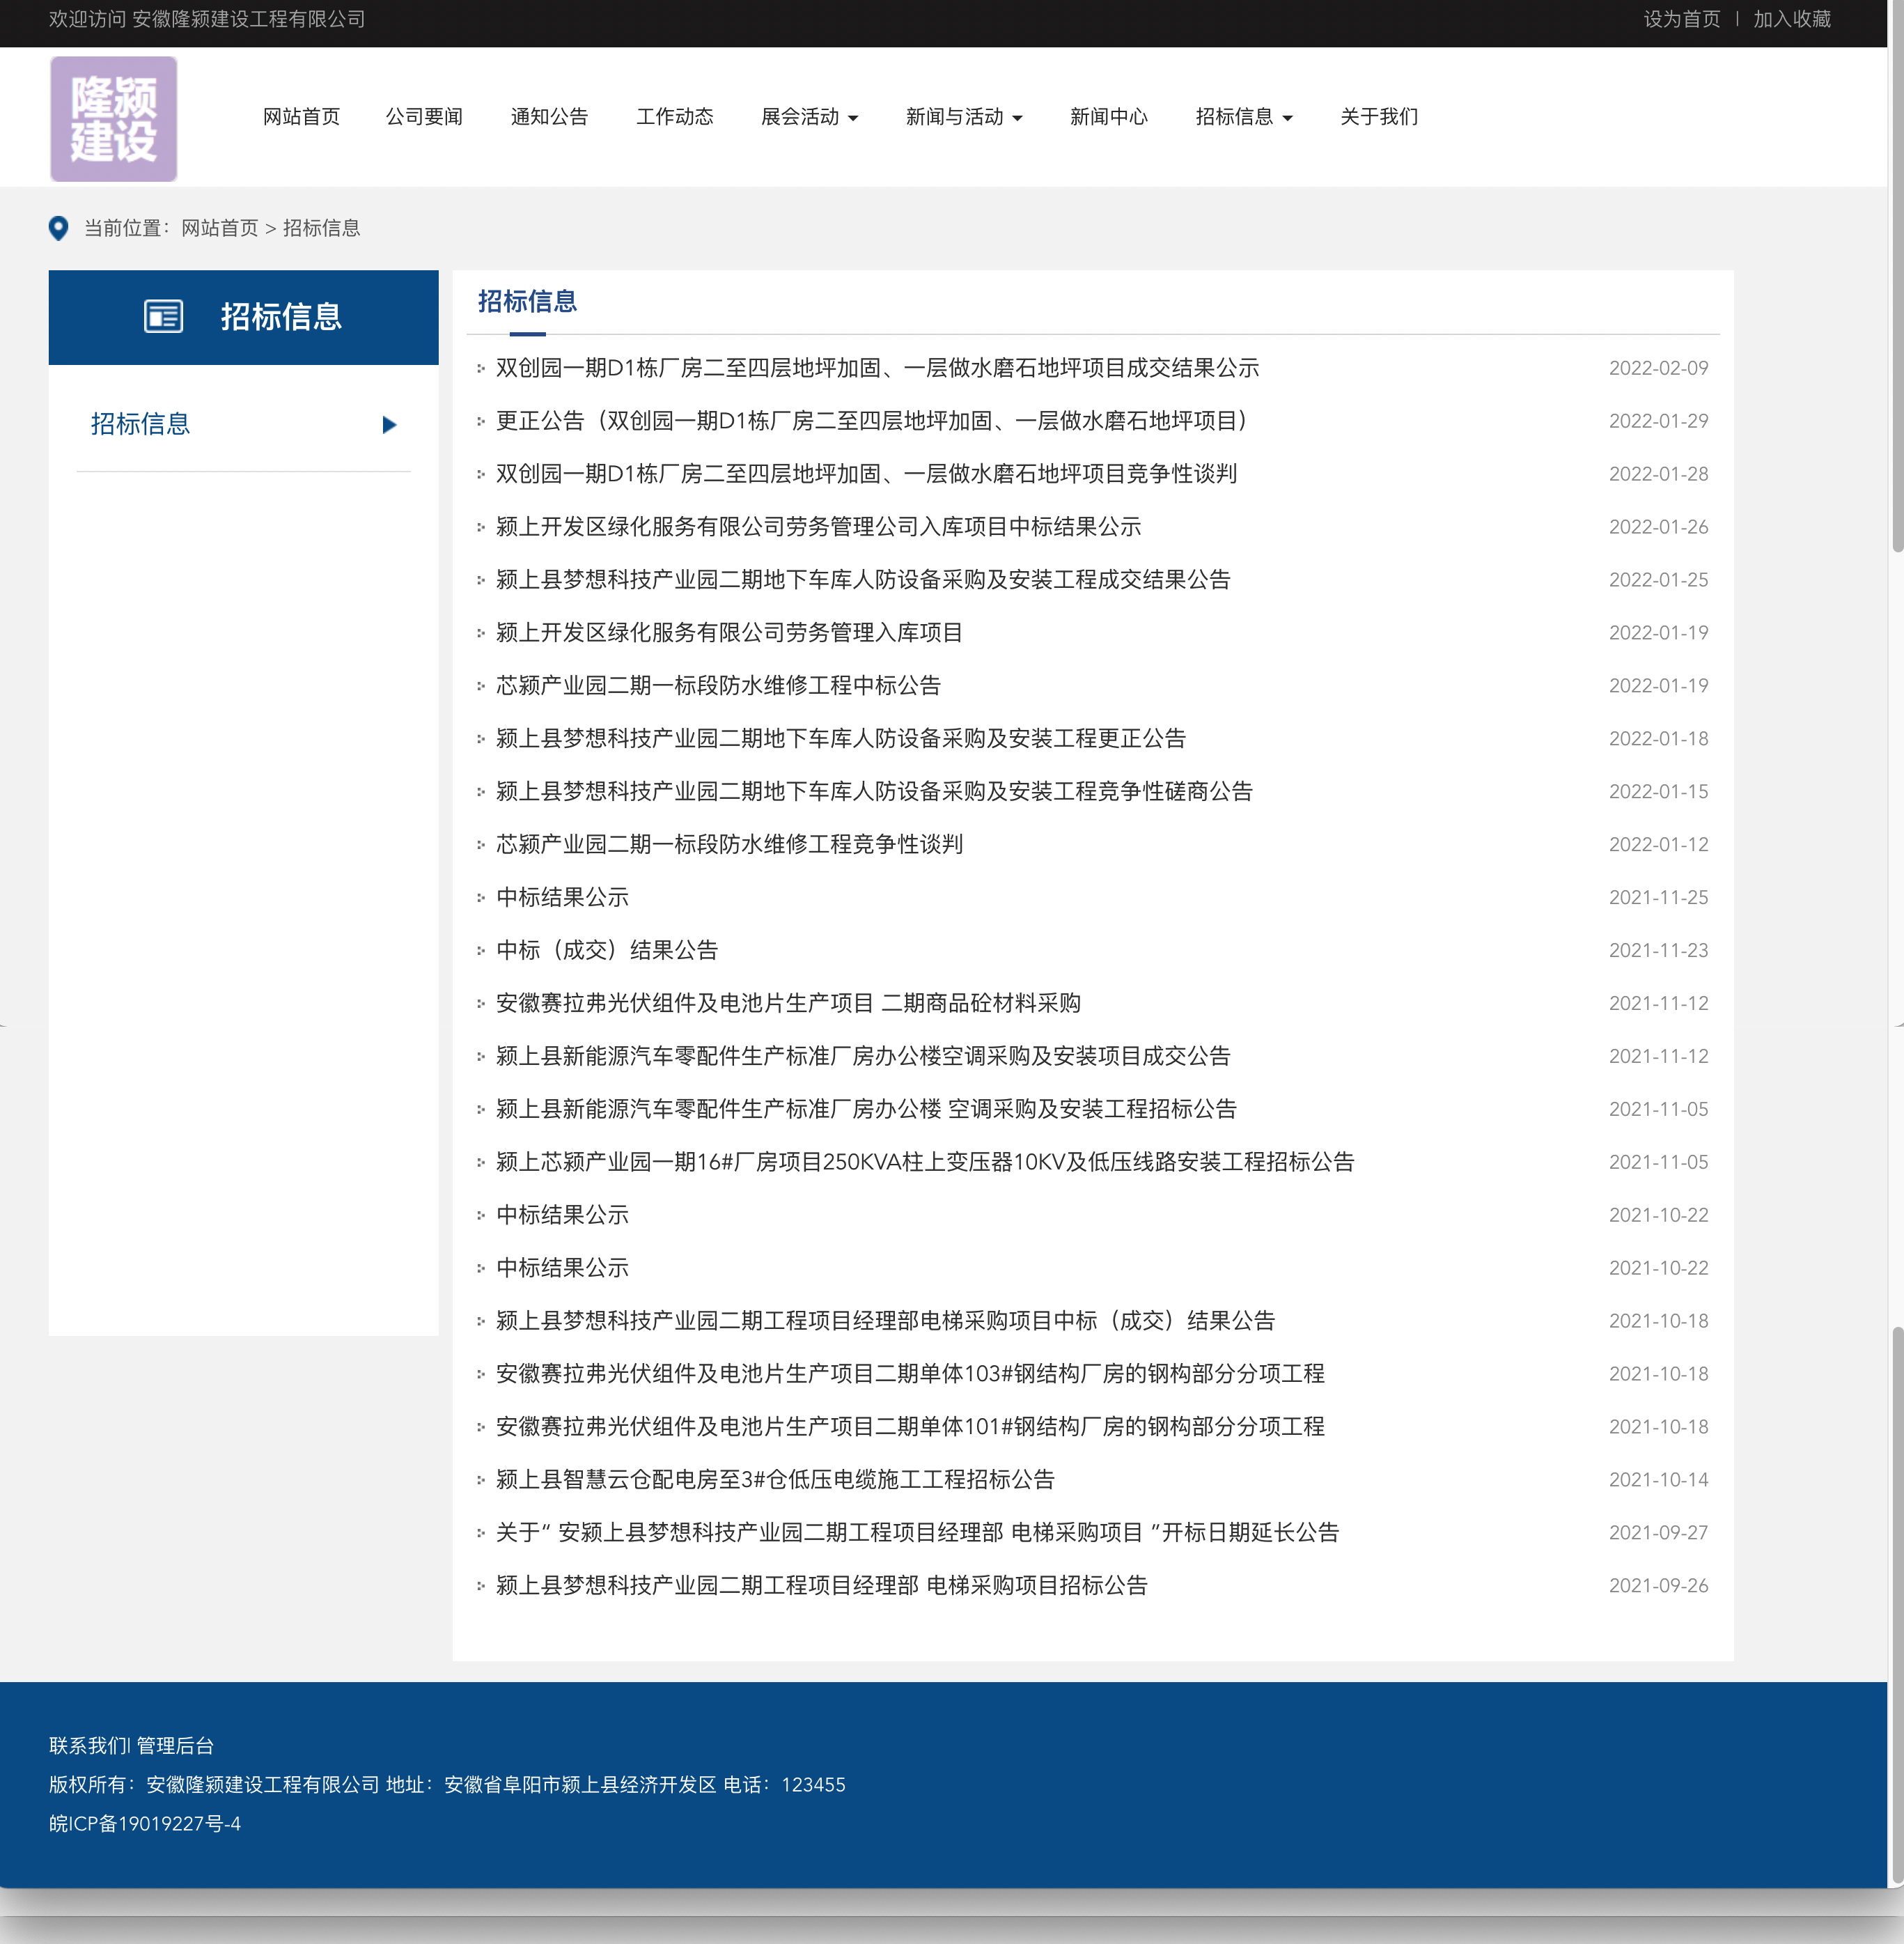 欢迎访问 安徽隆颍建设工程有限公司
设为首页 | 加入收藏
隆颍
建设
网站首页 公司要闻 通知公告 工作动态 展会活动 新闻与活动 新闻中心 招标信息 关于我们
当前位置：网站首页 > 招标信息
招标信息
招标信息
招标信息
双创园一期D1栋厂房二至四层地坪加固、一层做水磨石地坪项目成交结果公示 2022-02-09
更正公告（双创园一期D1栋厂房二至四层地坪加固、一层做水磨石地坪项目） 2022-01-29
双创园一期D1栋厂房二至四层地坪加固、一层做水磨石地坪项目竞争性谈判 2022-01-28
颍上开发区绿化服务有限公司劳务管理公司入库项目中标结果公示 2022-01-26
颍上县梦想科技产业园二期地下车库人防设备采购及安装工程成交结果公告 2022-01-25
颍上开发区绿化服务有限公司劳务管理入库项目 2022-01-19
芯颍产业园二期一标段防水维修工程中标公告 2022-01-19
颍上县梦想科技产业园二期地下车库人防设备采购及安装工程更正公告 2022-01-18
颍上县梦想科技产业园二期地下车库人防设备采购及安装工程竞争性磋商公告 2022-01-15
芯颍产业园二期一标段防水维修工程竞争性谈判 2022-01-12
中标结果公示 2021-11-25
中标（成交）结果公告 2021-11-23
安徽赛拉弗光伏组件及电池片生产项目 二期商品砼材料采购 2021-11-12
颍上县新能源汽车零配件生产标准厂房办公楼空调采购及安装项目成交公告 2021-11-12
颍上县新能源汽车零配件生产标准厂房办公楼 空调采购及安装工程招标公告 2021-11-05
颍上芯颍产业园一期16#厂房项目250KVA柱上变压器10KV及低压线路安装工程招标公告 2021-11-05
中标结果公示 2021-10-22
中标结果公示 2021-10-22
颍上县梦想科技产业园二期工程项目经理部电梯采购项目中标（成交）结果公告 2021-10-18
安徽赛拉弗光伏组件及电池片生产项目二期单体103#钢结构厂房的钢构部分分项工程 2021-10-18
安徽赛拉弗光伏组件及电池片生产项目二期单体101#钢结构厂房的钢构部分分项工程 2021-10-18
颍上县智慧云仓配电房至3#仓低压电缆施工工程招标公告 2021-10-14
关于“ 安颍上县梦想科技产业园二期工程项目经理部 电梯采购项目 ”开标日期延长公告 2021-09-27
颍上县梦想科技产业园二期工程项目经理部 电梯采购项目招标公告 2021-09-26
联系我们| 管理后台
版权所有：安徽隆颍建设工程有限公司 地址：安徽省阜阳市颍上县经济开发区 电话：123455
皖ICP备19019227号-4